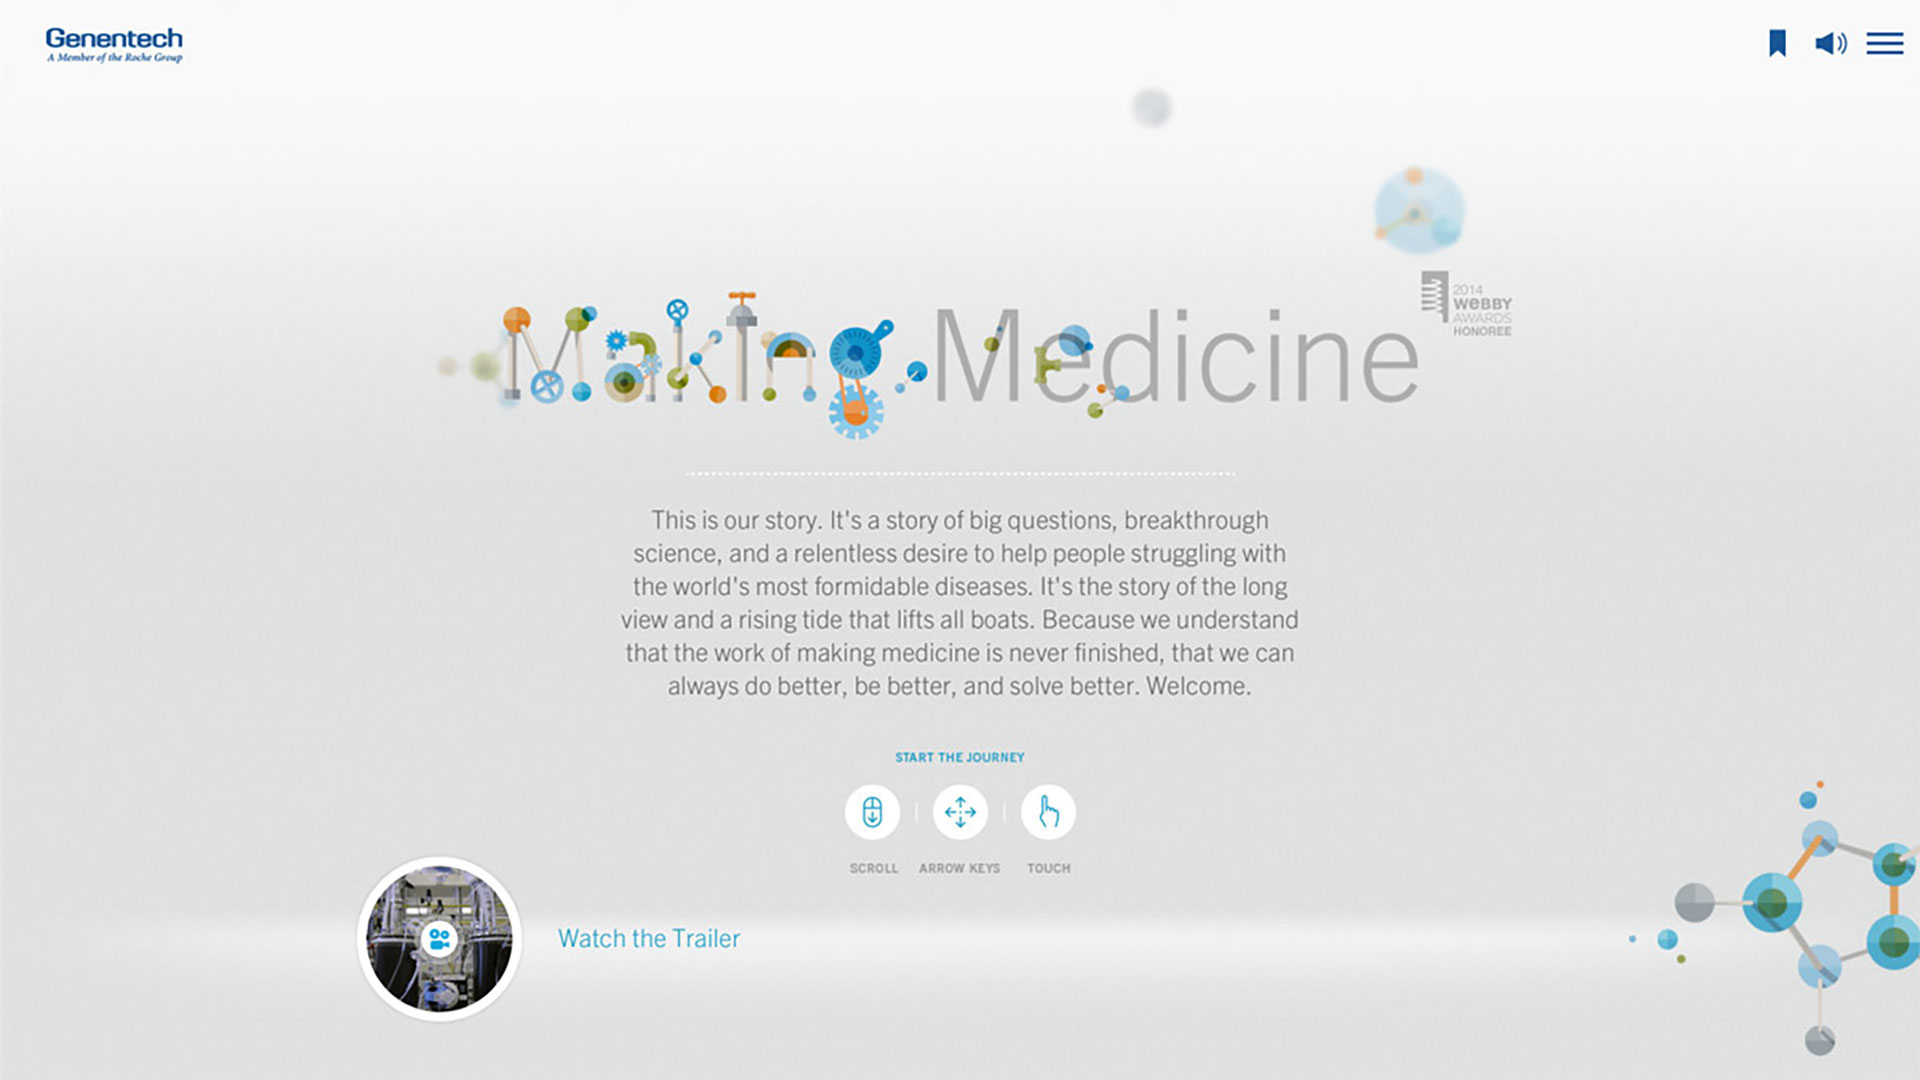 Genentech
A Member of the Roche Group
Making Medicine
2014
WEBBY
AWARDS
HONOREE
This is our story. It's a story of big questions, breakthrough
science, and a relentless desire to help people struggling with
the world's most formidable diseases. It's the story of the long
view and a rising tide that lifts all boats. Because we understand
that the work of making medicine is never finished, that we can
always do better, be better, and solve better. Welcome.
START THE JOURNEY
SCROLL ARROW KEYS TOUCH
Watch the Trailer